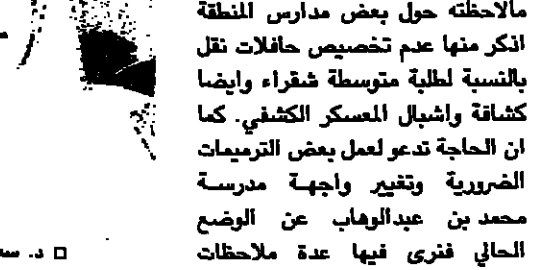 مالاحظته حول بعض مدارس المنطقة
اذكر منها عدم تخصيص حافلات نقل
بالنسبة لطلبة متوسطة شقراء وايضا
كشافة واشبال المعسكر الكشفي. كما
ان الحاجة تدعو لعمل بعض الترميمات
الضرورية وتغيير واجهة مدرسة
محمد بن عبدالوهاب عن الوضع
الحالي فنرى فيها عدة ملاحظات
□ د.